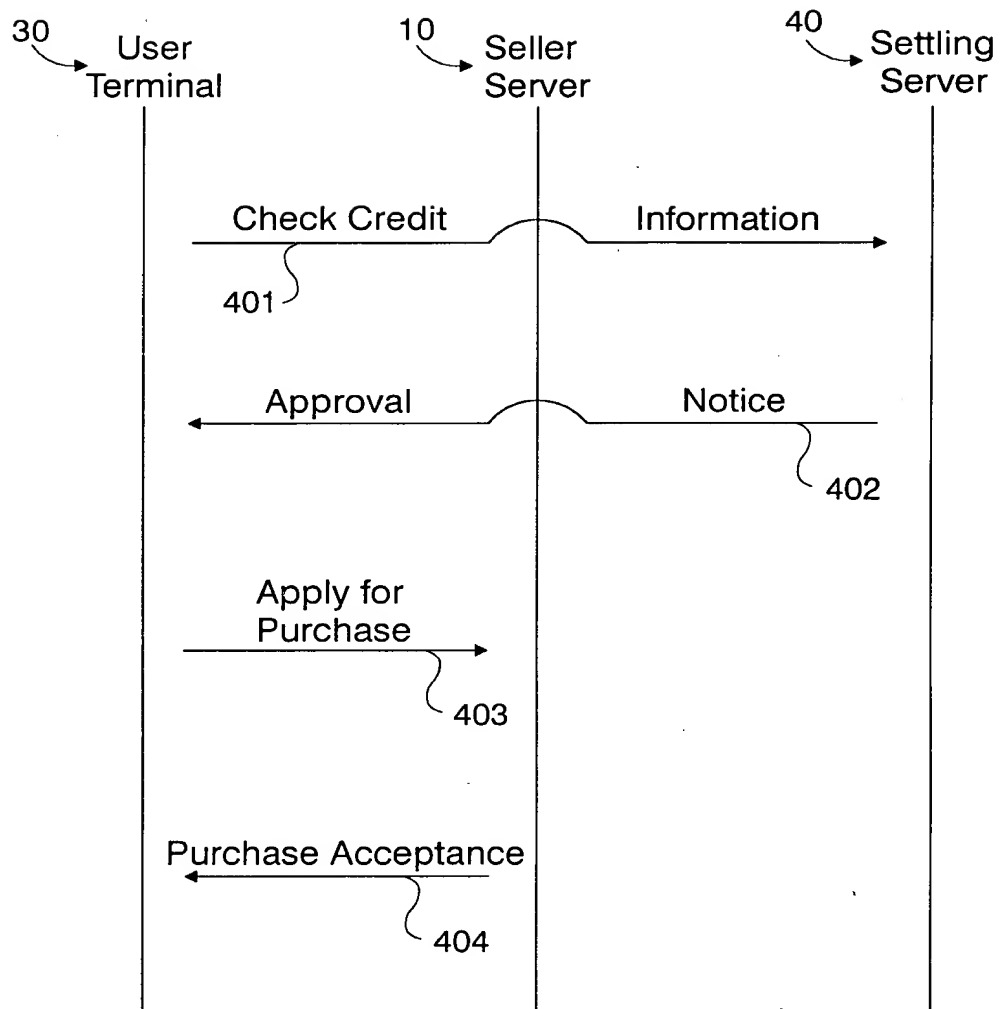 30
User
Terminal
10
Seller
Server
40
Settling
Server
Check Credit
Information
401
Approval
Notice
402
Apply for
Purchase
403
Purchase Acceptance
404